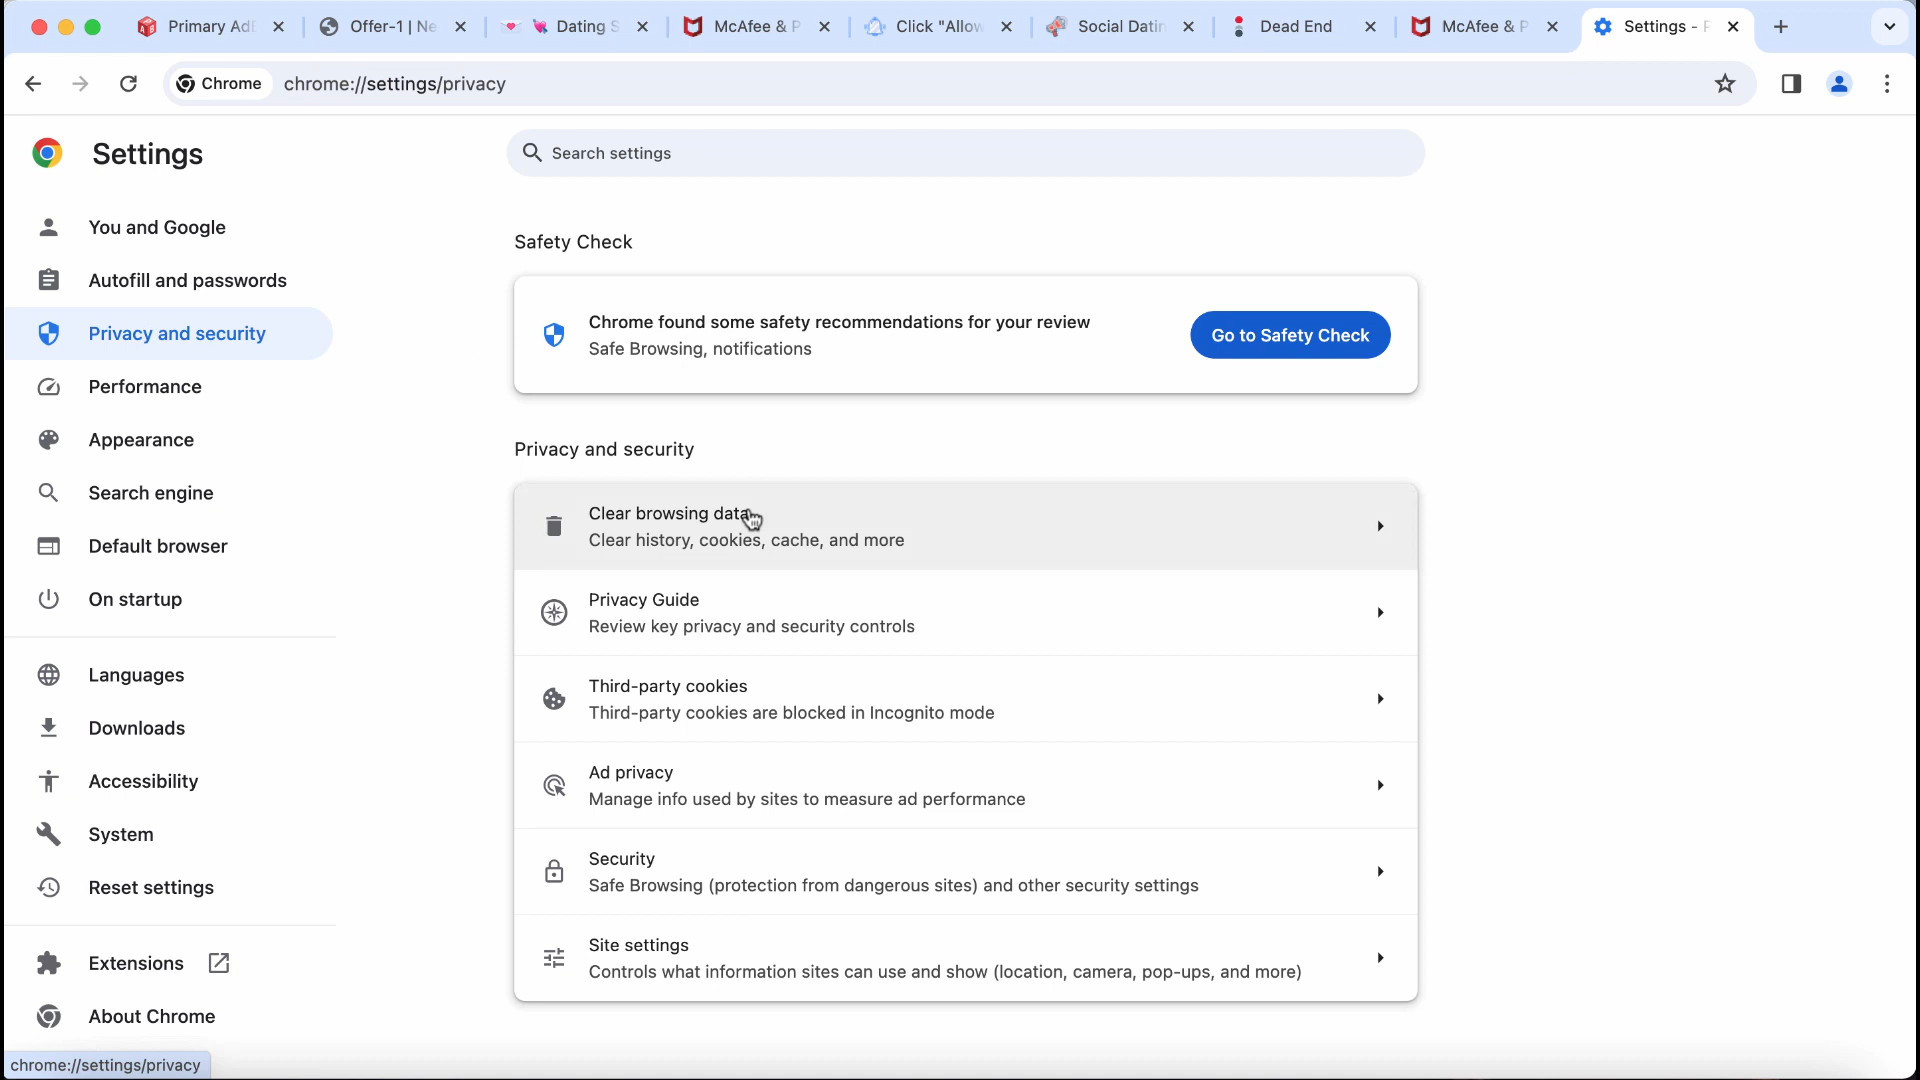 Primary Ad
Offer-1 | Ne
Dating S
McAfee & P
Click "Allow
Social Datin
Dead End
McAfee & P
Settings - P
Chrome
chrome://settings/privacy
Settings
Search settings
You and Google
Autofill and passwords
Privacy and security
Performance
Appearance
Search engine
Default browser
On startup
Languages
Downloads
Accessibility
System
Reset settings
Extensions
About Chrome
Safety Check
Chrome found some safety recommendations for your review
Safe Browsing, notifications
Go to Safety Check
Privacy and security
Clear browsing data
Clear history, cookies, cache, and more
Privacy Guide
Review key privacy and security controls
Third-party cookies
Third-party cookies are blocked in Incognito mode
Ad privacy
Manage info used by sites to measure ad performance
Security
Safe Browsing (protection from dangerous sites) and other security settings
Site settings
Controls what information sites can use and show (location, camera, pop-ups, and more)
chrome://settings/privacy